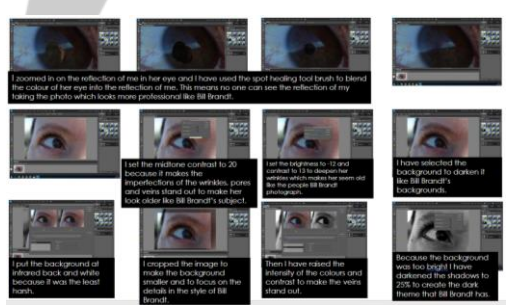 I zoomed in on the reflection of me in her eye and I have used the spot healing tool brush to blend
the colour of her eye into the reflection of me. This means no one can see the reflection of my
taking the photo which looks more professional like Bill Brandt.
I set the midtone contrast to 20
because it makes the
imperfections of the wrinkles, pores
and veins stand out to make her
look older like Bill Brandt's subject.
I set the brightness to -12 and
contrast to 13 to deepen her
wrinkles which makes her seem old
like the people Bill Brandt
photograph.
I have selected the
background to darken it
like Bill Brandt's
backgrounds.
I put the background at
infrared back and white
because it was the least
harsh.
I cropped the image to
make the background
smaller and to focus on the
details in the style of Bill
Brandt.
Then I have raised the
intensity of the colours and
contrast to make the veins
stand out.
Because the background
was too bright I have
darkened the shadows to
25% to create the dark
theme that Bill Brandt has.